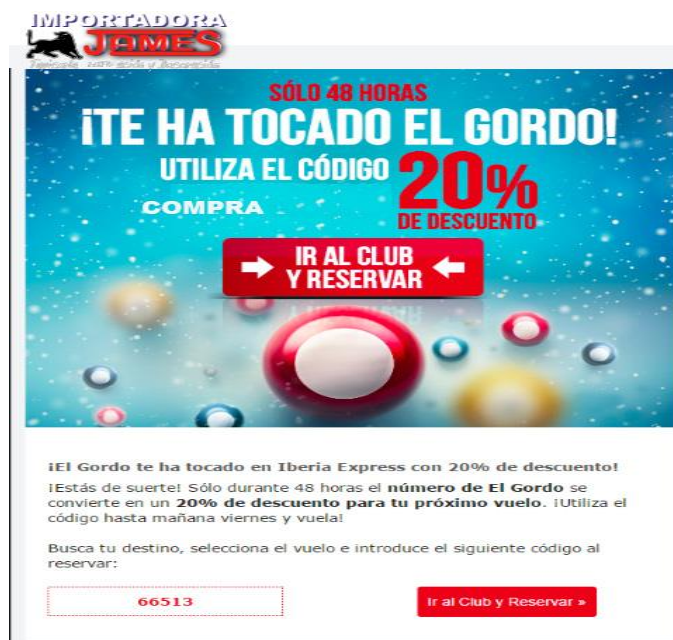 IMPORTADORA
JAMES
SÓLO 48 HORAS
¡TE HA TOCADO EL GORDO!
UTILIZA EL CÓDIGO 20%
COMPRA
DE DESCUENTO
IR AL CLUB
Y RESERVAR
¡El Gordo te ha tocado en Iberia Express con 20% de descuento!
¡Estás de suerte! Sólo durante 48 horas el número de El Gordo se
convierte en un 20% de descuento para tu próximo vuelo. ¡Utiliza el
código hasta mañana viernes y vuela!
Busca tu destino, selecciona el vuelo e introduce el siguiente código al
reservar:
66513
Ir al Club y Reservar »